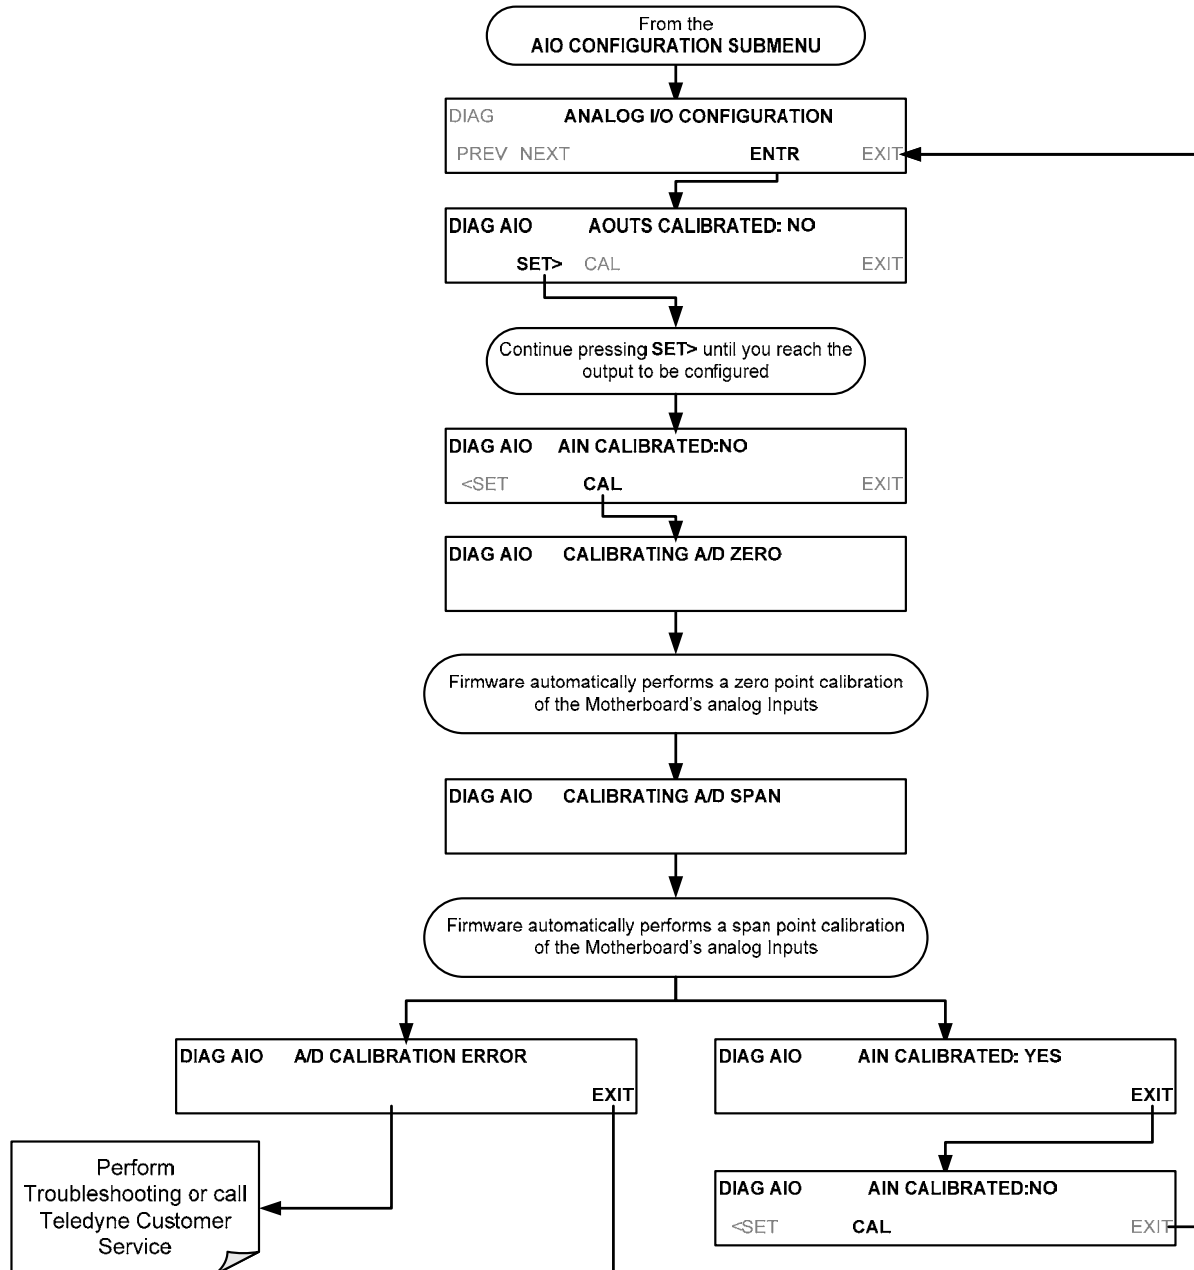 From the
AIO CONFIGURATION SUBMENU
DIAG ANALOG I/O CONFIGURATION
PREV NEXT ENTR EXIT
DIAG AIO AOUTS CALIBRATED: NO
SET> CAL EXIT
Continue pressing SET> until you reach the
output to be configured
DIAG AIO AIN CALIBRATED:NO
<SET CAL EXIT
DIAG AIO CALIBRATING A/D ZERO
Firmware automatically performs a zero point calibration
of the Motherboard's analog Inputs
DIAG AIO CALIBRATING A/D SPAN
Firmware automatically performs a span point calibration
of the Motherboard's analog Inputs
DIAG AIO A/D CALIBRATION ERROR
EXIT
DIAG AIO AIN CALIBRATED: YES
EXIT
Perform
Troubleshooting or call
Teledyne Customer
Service
DIAG AIO AIN CALIBRATED:NO
<SET CAL EXIT